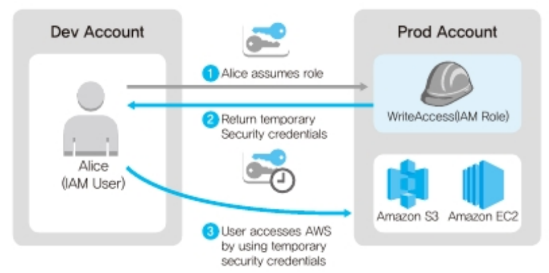 Dev Account
Prod Account
1 Alice assumes role
WriteAccess(IAM Role)
2 Return temporary
Security credentials
Alice
(IAM User)
Amazon S3
Amazon EC2
3 User accesses AWS
by using temporary
security credentials